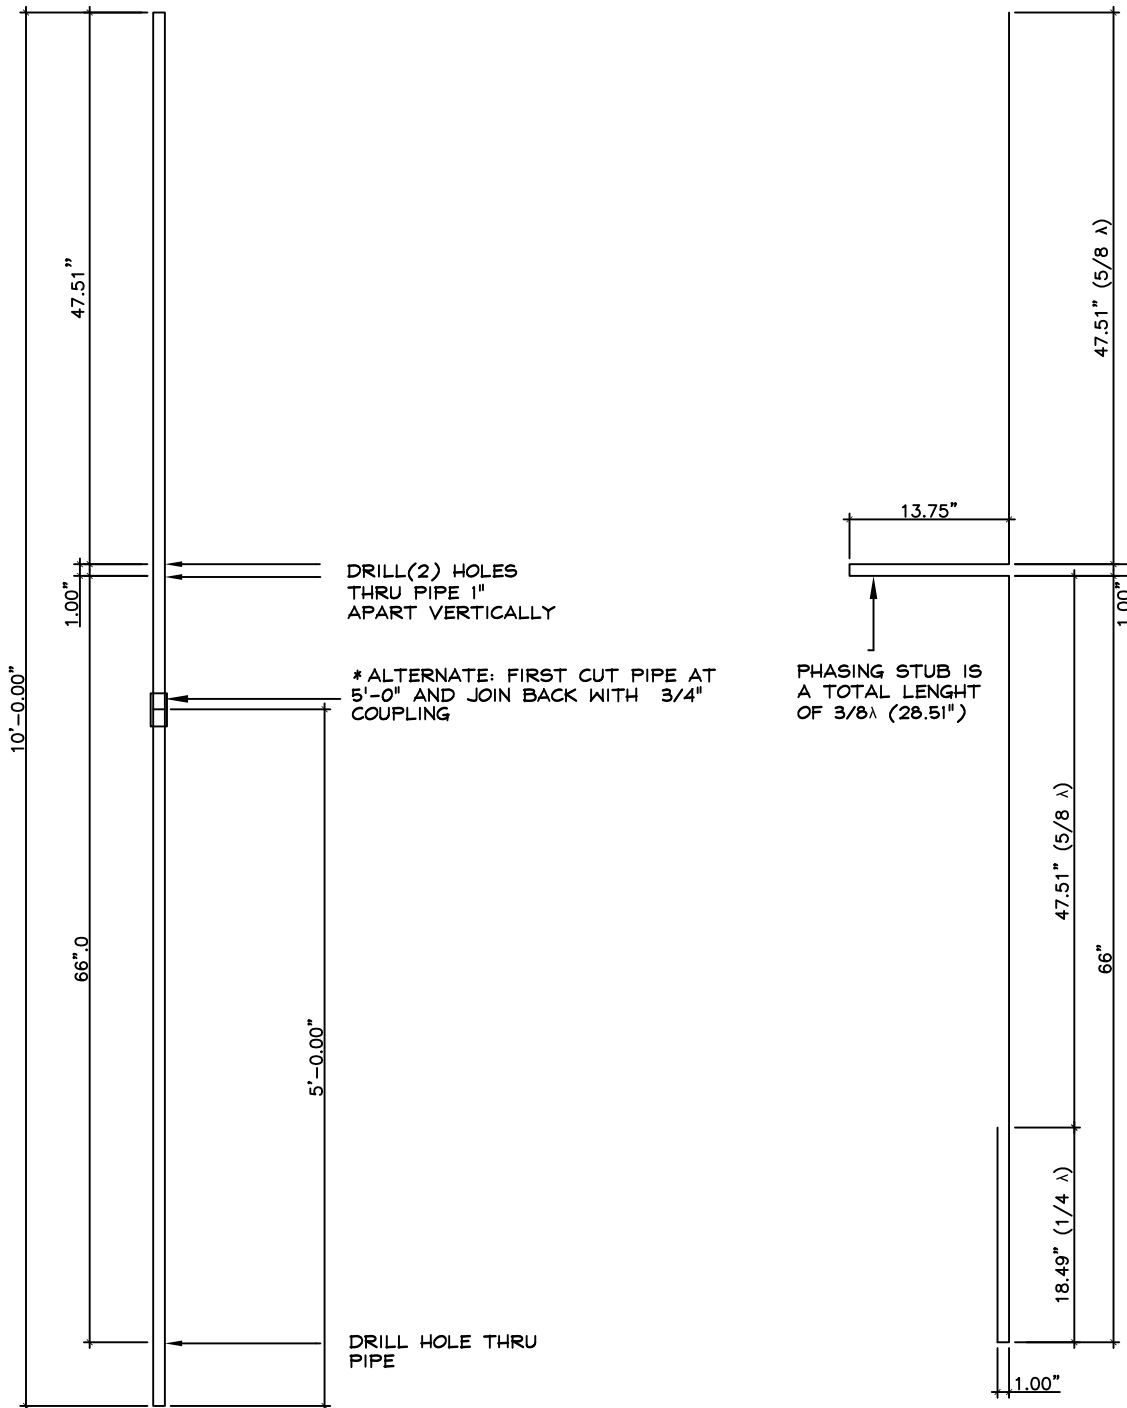 47.51"
1.00"
10'-0.00"
66".0
5'-0.00"
DRILL(2) HOLES
THRU PIPE 1"
APART VERTICALLY
* ALTERNATE: FIRST CUT PIPE AT
5'-0" AND JOIN BACK WITH 3/4"
COUPLING
DRILL HOLE THRU
PIPE
47.51" (5/8 λ)
13.75"
1.00"
PHASING STUB IS
A TOTAL LENGHT
OF 3/8λ (28.51")
47.51" (5/8 λ)
66"
18.49" (1/4 λ)
1.00"